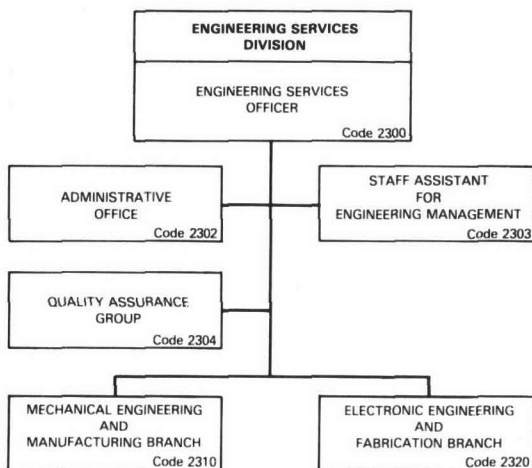 ENGINEERING SERVICES
DIVISION
ENGINEERING SERVICES
OFFICER
Code 2300
ADMINISTRATIVE
OFFICE
Code 2302
STAFF ASSISTANT
FOR
ENGINEERING MANAGEMENT
Code 2303
QUALITY ASSURANCE
GROUP
Code 2304
MECHANICAL ENGINEERING
AND
MANUFACTURING BRANCH
Code 2310
ELECTRONIC ENGINEERING
AND
FABRICATION BRANCH
Code 2320